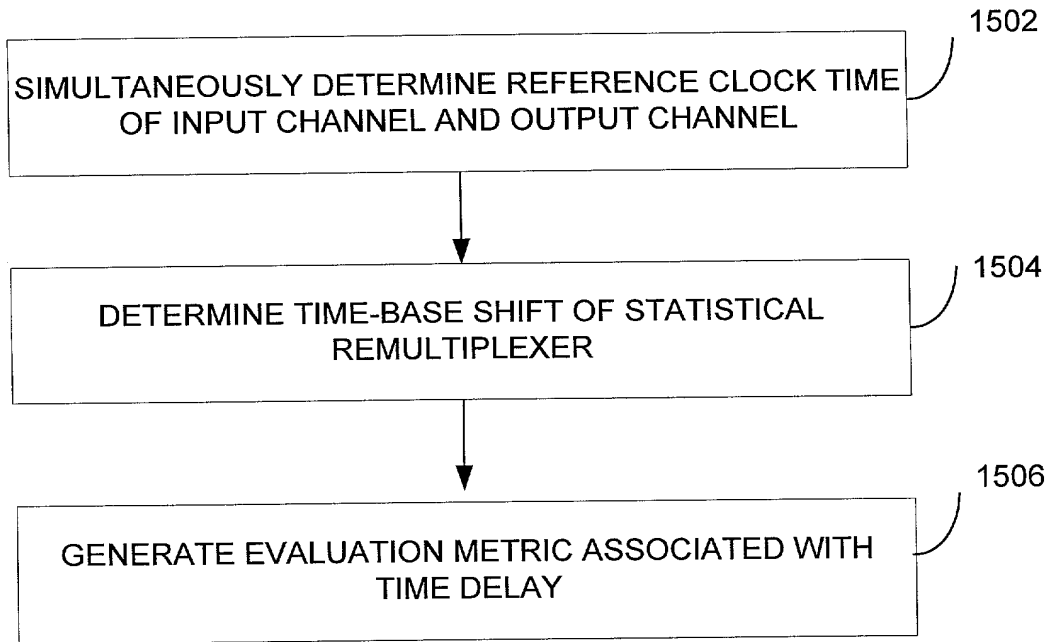 1502
SIMULTANEOUSLY DETERMINE REFERENCE CLOCK TIME
OF INPUT CHANNEL AND OUTPUT CHANNEL
1504
DETERMINE TIME-BASE SHIFT OF STATISTICAL
REMULTIPLEXER
1506
GENERATE EVALUATION METRIC ASSOCIATED WITH
TIME DELAY